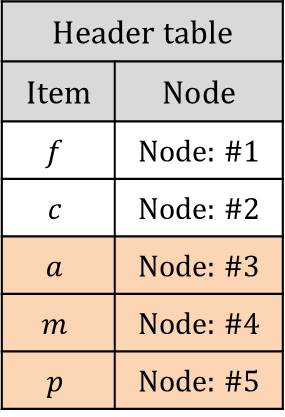 Header table
Item Node
f Node: #1
c Node: #2
a Node: #3
m Node: #4
p Node: #5